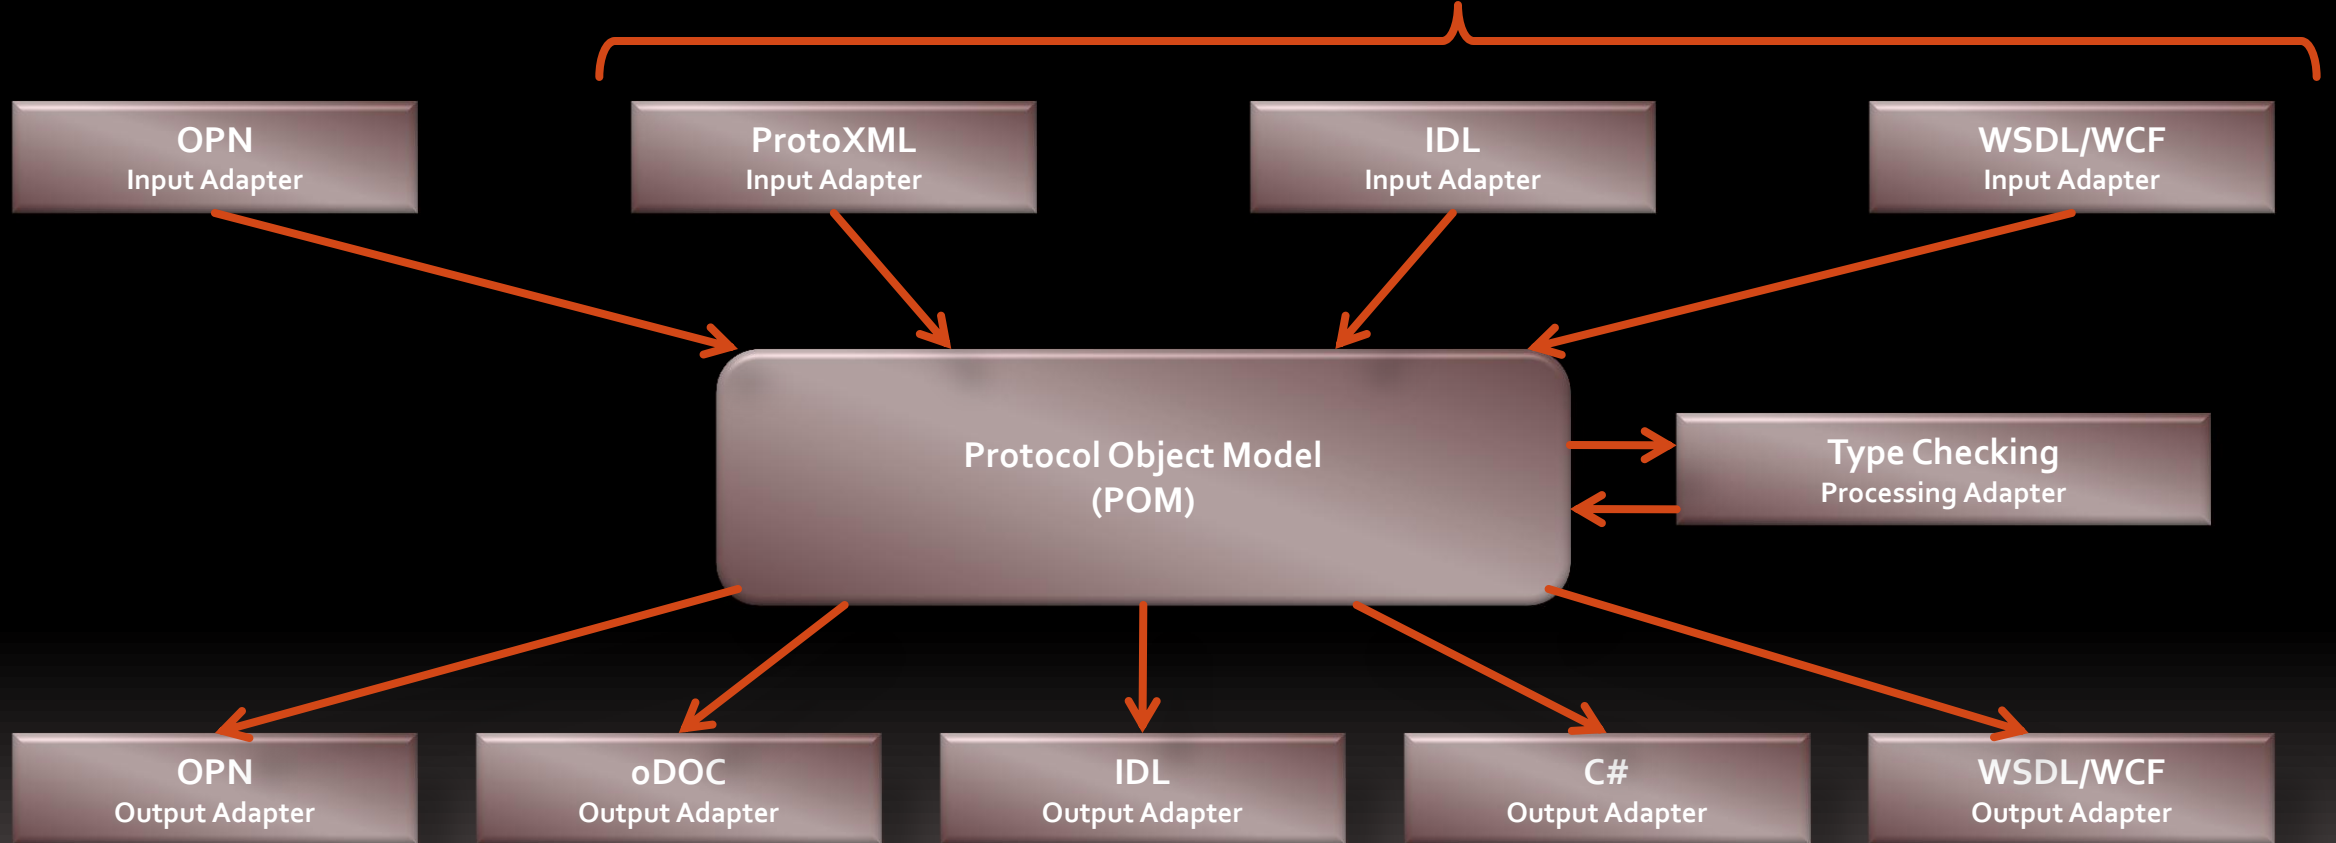 OPN
Input Adapter
ProtoXML
Input Adapter
IDL
Input Adapter
WSDL/WCF
Input Adapter
Protocol Object Model
(POM)
Type Checking
Processing Adapter
OPN
Output Adapter
oDOC
Output Adapter
IDL
Output Adapter
C#
Output Adapter
WSDL/WCF
Output Adapter